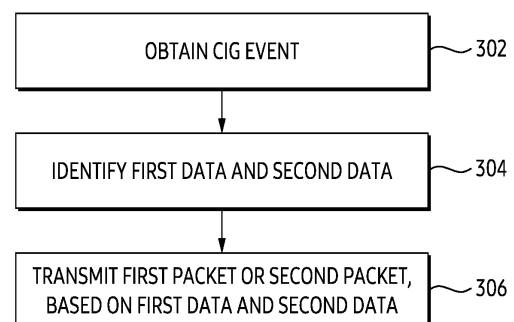 OBTAIN CIG EVENT
302
IDENTIFY FIRST DATA AND SECOND DATA
304
TRANSMIT FIRST PACKET OR SECOND PACKET,
BASED ON FIRST DATA AND SECOND DATA
306